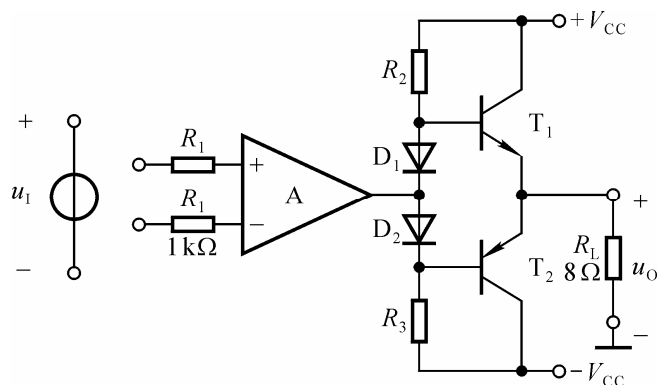 +V_CC
R_2
T_1
+
R_1
+
D_1
u_I
A
+
R_1
−
D_2
1 kΩ
R_L
8 Ω
u_O
−
T_2
R_3
−
−V_CC